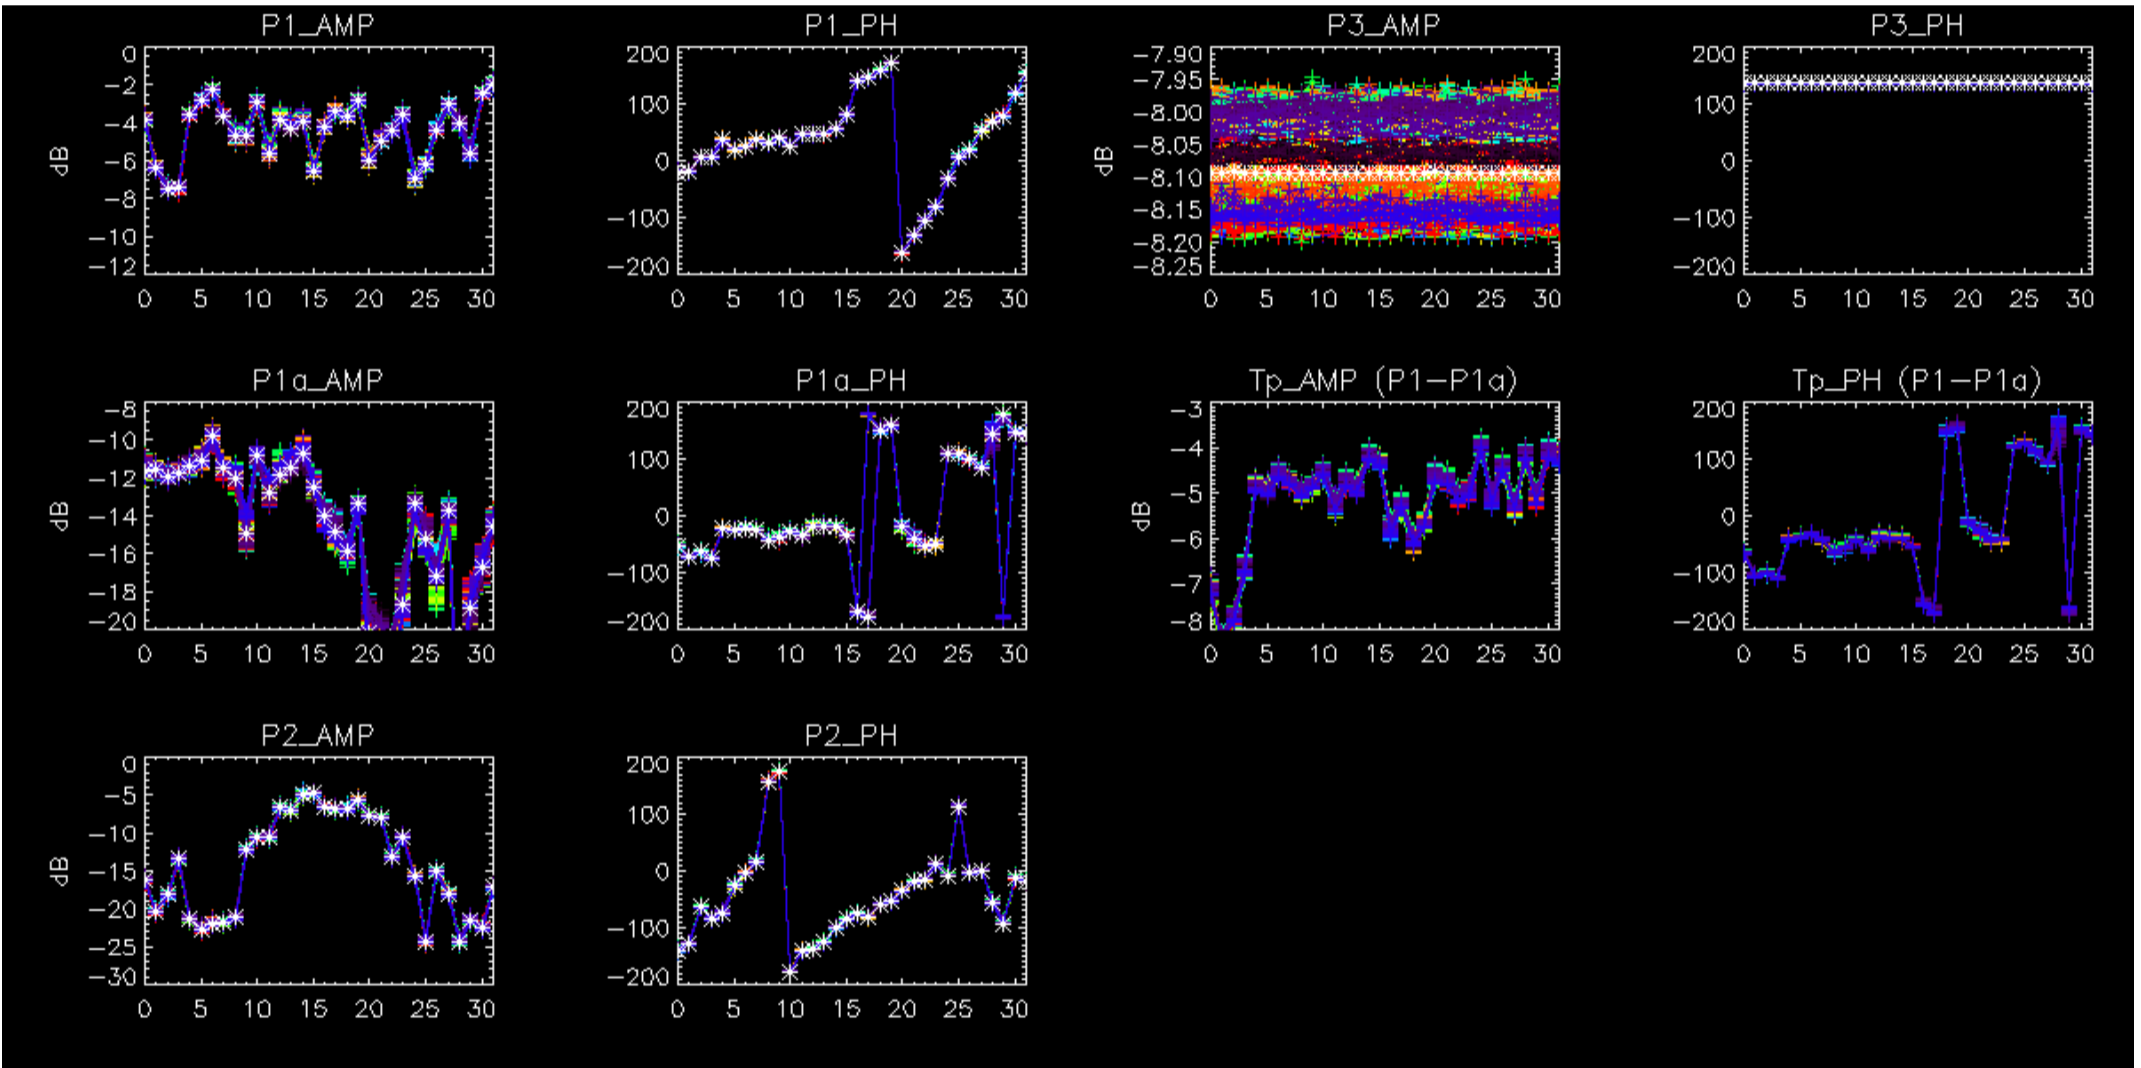 P1_AMP
0
−2
−4
−6
−8
−10
−12
dB
0 5 10 15 20 25 30
P1_PH
200
100
0
−100
−200
0 5 10 15 20 25 30
P3_AMP
−7.90
−7.95
−8.00
−8.05
−8.10
−8.15
−8.20
−8.25
dB
0 5 10 15 20 25 30
P3_PH
200
100
0
−100
−200
0 5 10 15 20 25 30
P1a_AMP
−8
−10
−12
−14
−16
−18
−20
dB
0 5 10 15 20 25 30
P1a_PH
200
100
0
−100
−200
0 5 10 15 20 25 30
Tp_AMP (P1−P1a)
−3
−4
−5
−6
−7
−8
dB
0 5 10 15 20 25 30
Tp_PH (P1−P1a)
200
100
0
−100
−200
0 5 10 15 20 25 30
P2_AMP
0
−5
−10
−15
−20
−25
−30
dB
0 5 10 15 20 25 30
P2_PH
200
100
0
−100
−200
0 5 10 15 20 25 30